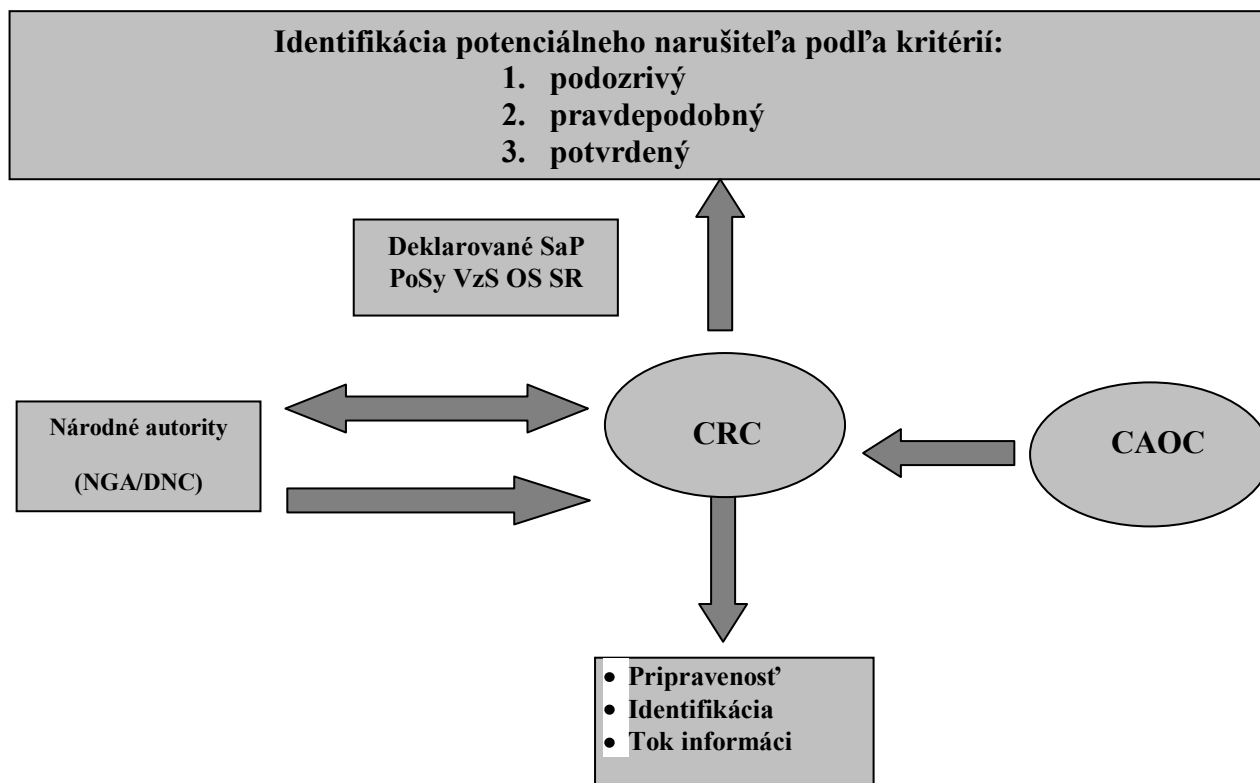 Identifikácia potenciálneho narušiteľa podľa kritérií:
1. podozrivý
2. pravdepodobný
3. potvrdený
Deklarované SaP
PoSy VzS OS SR
Národné autority
(NGA/DNC)
CRC
CAOC
• Pripravenosť
• Identifikácia
• Tok informáci